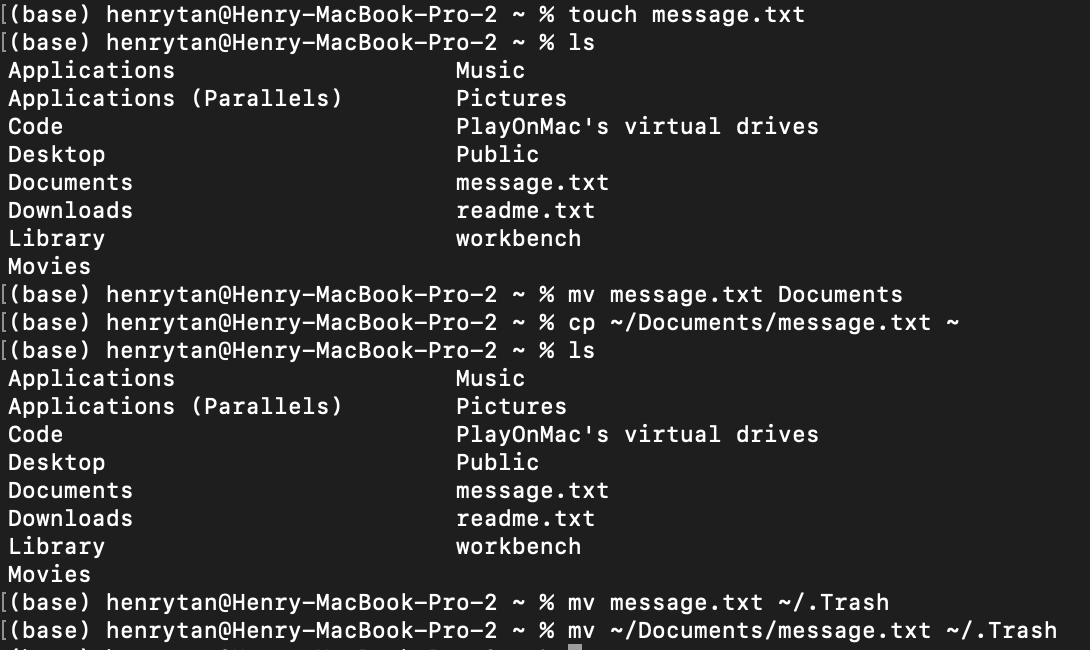 [(base) henrytan@Henry-MacBook-Pro-2 ~ % touch message.txt
[(base) henrytan@Henry-MacBook-Pro-2 ~ % ls
Applications Music
Applications (Parallels) Pictures
Code PlayOnMac's virtual drives
Desktop Public
Documents message.txt
Downloads readme.txt
Library workbench
Movies
[(base) henrytan@Henry-MacBook-Pro-2 ~ % mv message.txt Documents
[(base) henrytan@Henry-MacBook-Pro-2 ~ % cp ~/Documents/message.txt ~
[(base) henrytan@Henry-MacBook-Pro-2 ~ % ls
Applications Music
Applications (Parallels) Pictures
Code PlayOnMac's virtual drives
Desktop Public
Documents message.txt
Downloads readme.txt
Library workbench
Movies
[(base) henrytan@Henry-MacBook-Pro-2 ~ % mv message.txt ~/.Trash
[(base) henrytan@Henry-MacBook-Pro-2 ~ % mv ~/Documents/message.txt ~/.Trash